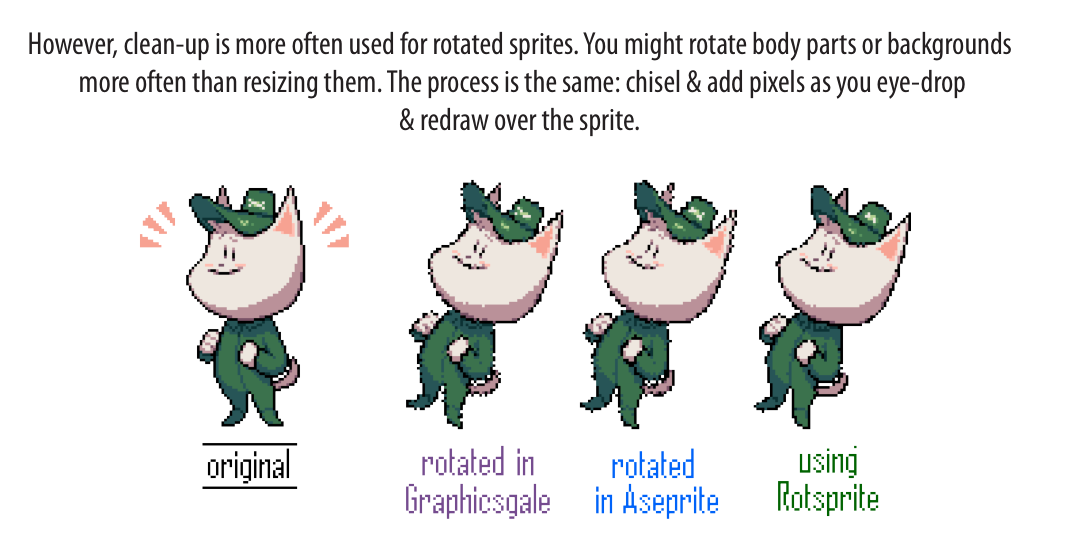 However, clean-up is more often used for rotated sprites. You might rotate body parts or backgrounds
more often than resizing them. The process is the same: chisel & add pixels as you eye-drop
& redraw over the sprite.
original
rotated in
Graphicsgale
rotated
in Aseprite
using
Rotsprite